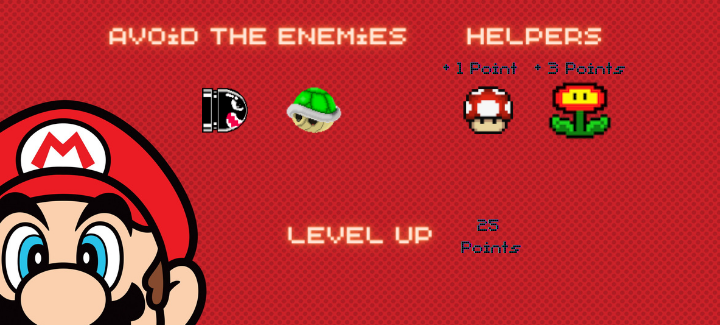 AVOiD THE ENEMiES
HELPERS
+ 1 Point
+ 3 Points
M
LEVEL UP
25
Points